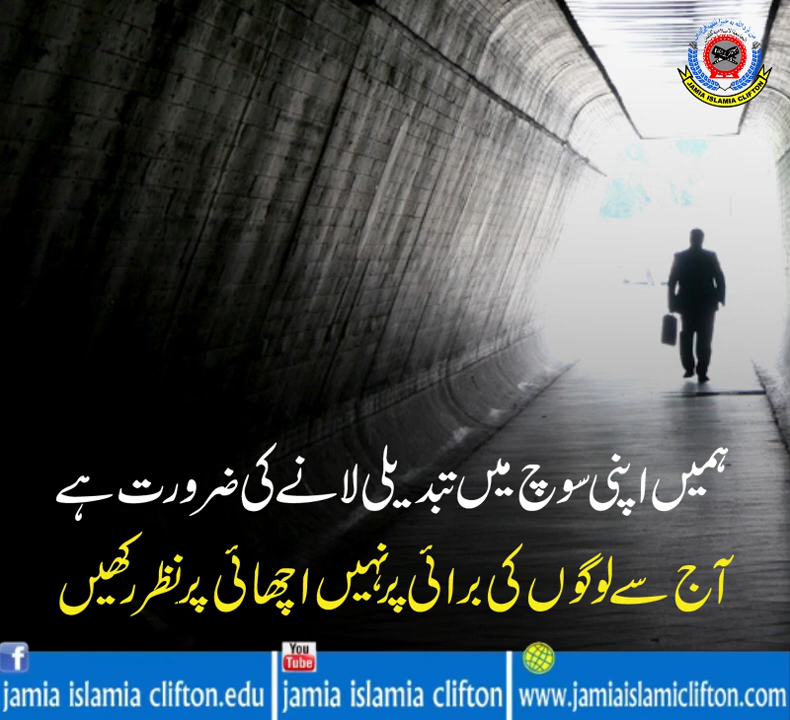 JAMIA ISLAMIA CLIFTON
ہمیں اپنی سوچ میں تبدیلی لانے کی ضرورت ہے
آج سے لوگوں کی برائی پر نہیں اچھائی پر نظر رکھیں
f
You Tube
jamia islamia clifton.edu
jamia islamia clifton
www.jamiaislamiclifton.com